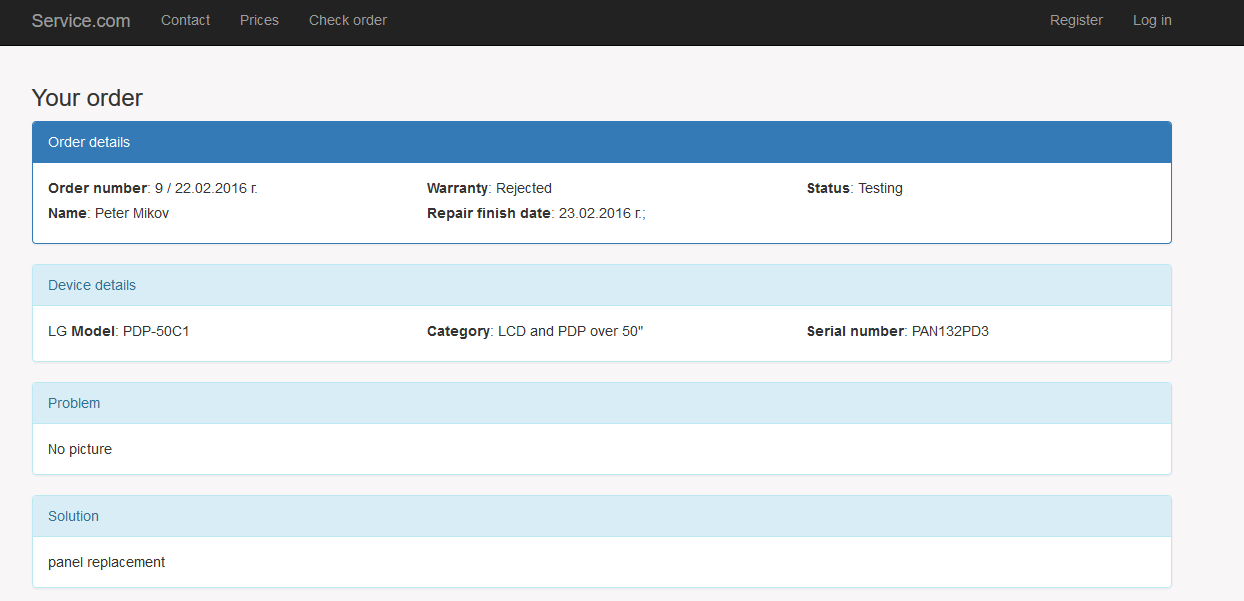 Service.com Contact Prices Check order Register Log in
Your order
Order details
Order number: 9 / 22.02.2016 г. Warranty: Rejected Status: Testing
Name: Peter Mikov Repair finish date: 23.02.2016 г.;
Device details
LG Model: PDP-50C1 Category: LCD and PDP over 50" Serial number: PAN132PD3
Problem
No picture
Solution
panel replacement